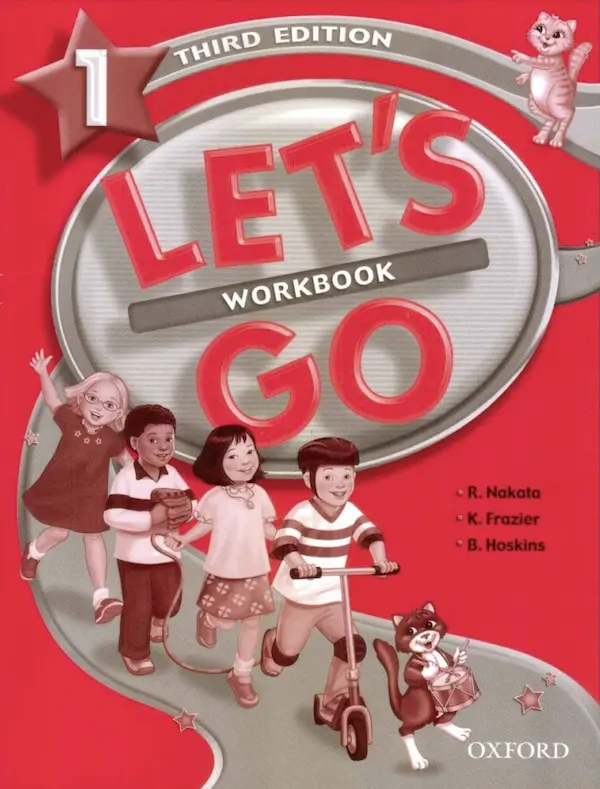 1
THIRD EDITION
LET'S
WORKBOOK
GO
• R. Nakata
• K. Frazier
• B. Hoskins
OXFORD